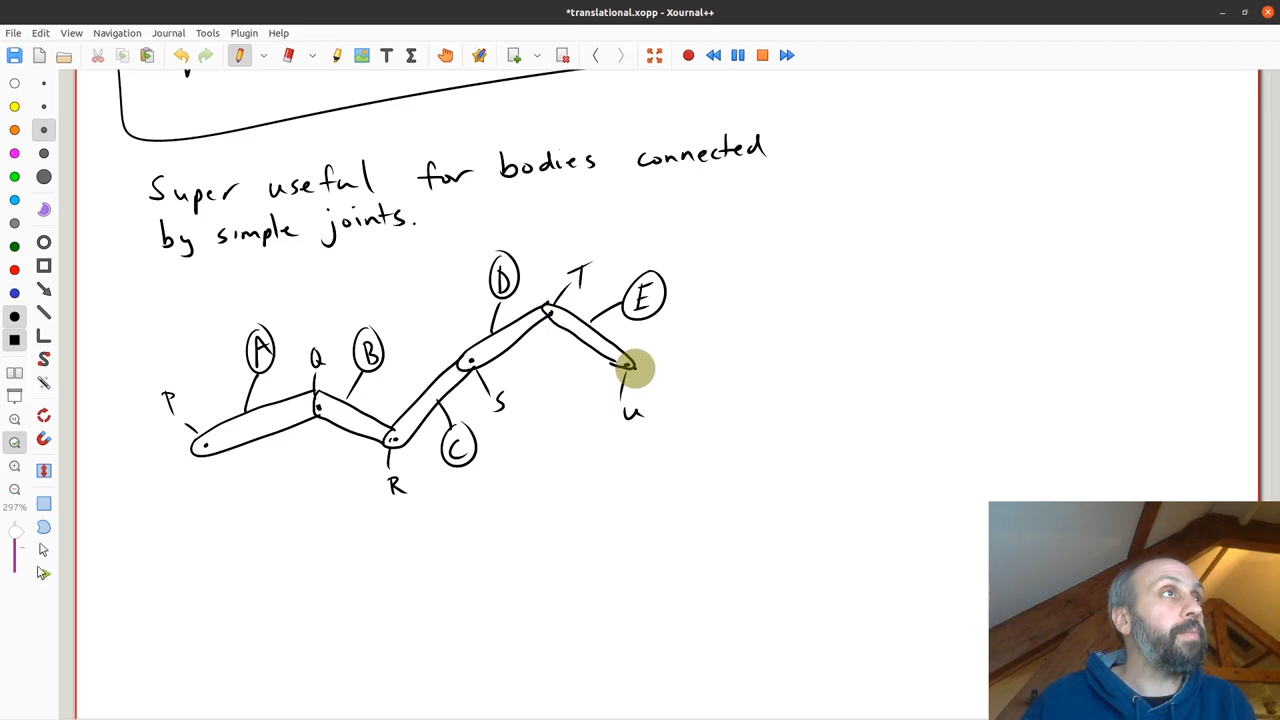 *translational.xopp - Xournal++
File Edit View Navigation Journal Tools Plugin Help
Super useful for bodies connected
by simple joints.
D T E
A Q B
P S U
C
R
297%